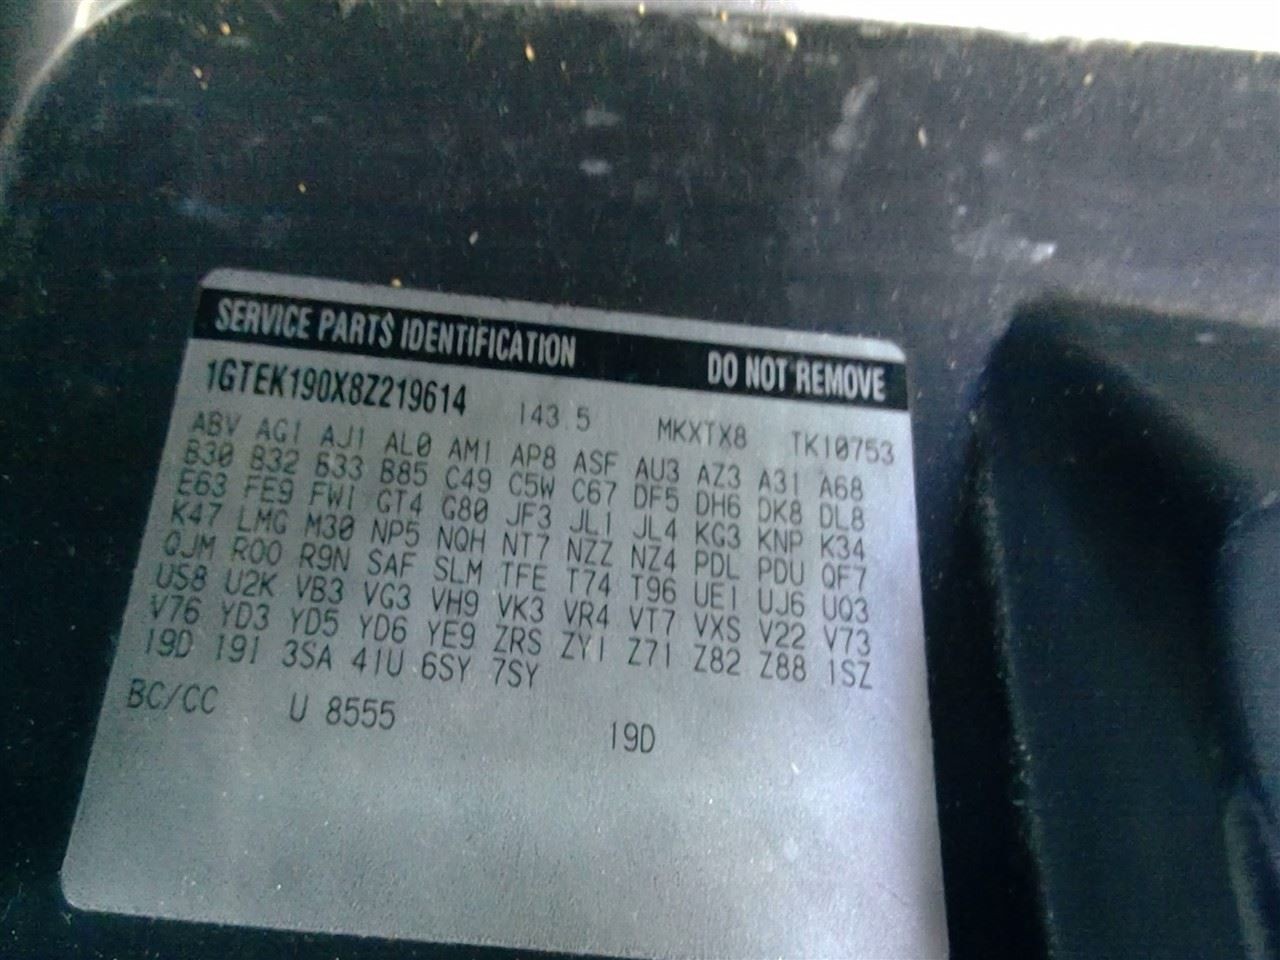 SERVICE PARTS IDENTIFICATION DO NOT REMOVE
1GTEK190X8Z219614 143.5 MKXTX8 TK10753
ABV AG1 AJ1 AL0 AM1 AP8 ASF AU3 AZ3 A31 A68
B30 B32 B33 B85 C49 C5W C67 DF5 DH6 DK8 DL8
E63 FE9 FW1 GT4 G80 JF3 JL1 JL4 KG3 KNP K34
K47 LMG M30 NP5 NQH NT7 NZZ NZ4 PDL PDU QF7
QJM R00 R9N SAF SLM TFE T74 T96 UE1 UJ6 UQ3
US8 U2K VB3 VG3 VH9 VK3 VR4 VT7 VXS V22 V73
V76 YD3 YD5 YD6 YE9 ZRS ZY1 Z71 Z82 Z88 1SZ
19D 19I 3SA 41U 6SY 7SY
BC/CC U 8555 19D